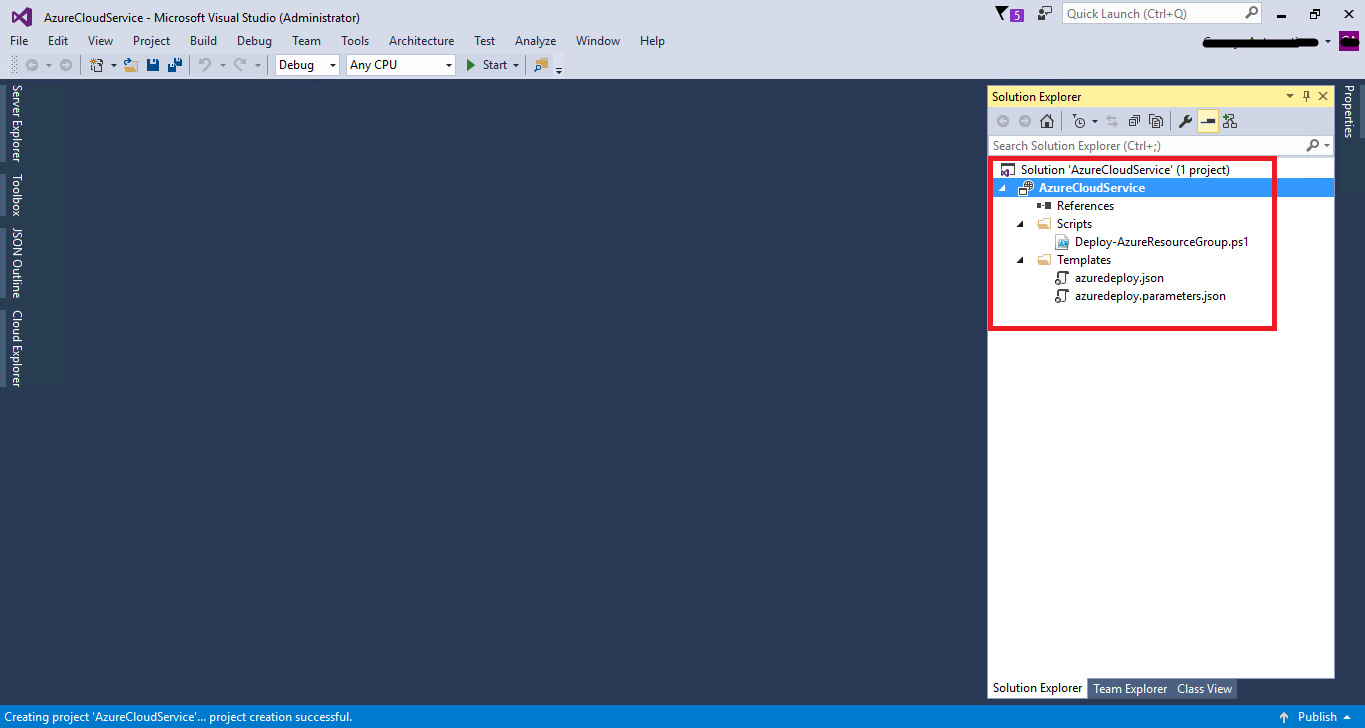 AzureCloudService - Microsoft Visual Studio (Administrator)
5
Quick Launch (Ctrl+Q)
File Edit View Project Build Debug Team Tools Architecture Test Analyze Window Help
Debug Any CPU Start
Server Explorer
Toolbox
JSON Outline
Cloud Explorer
Solution Explorer
Search Solution Explorer (Ctrl+;)
Solution 'AzureCloudService' (1 project)
AzureCloudService
References
Scripts
Deploy-AzureResourceGroup.ps1
Templates
azuredeploy.json
azuredeploy.parameters.json
Properties
Solution Explorer Team Explorer Class View
Creating project 'AzureCloudService'... project creation successful.
Publish